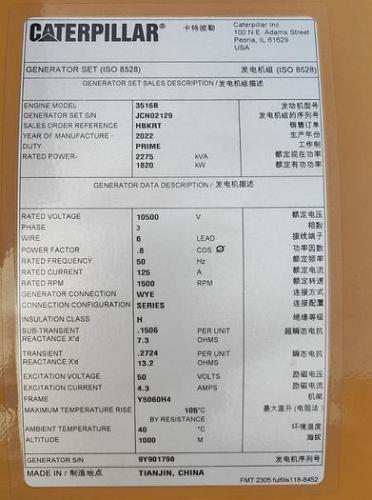 CATERPILLAR® 卡特彼勒 Caterpillar Inc.
100 N.E. Adams Street
Peoria, IL 61629
USA
GENERATOR SET (ISO 8528) 发电机组 (ISO 8528)
GENERATOR SET SALES DESCRIPTION / 发电机组描述
ENGINE MODEL 3516B 发动机型号
GENERATOR SET S/N JCN02129 发电机组的序列号
SALES ORDER REFERENCE HBKRT 销售订单
YEAR OF MANUFACTURE 2022 生产年份
DUTY PRIME 工作制
RATED POWER- 2275 kVA 额定视在功率
1820 kW 额定有功功率
GENERATOR DATA DESCRIPTION / 发电机描述
RATED VOLTAGE 10500 V 额定电压
PHASE 3 相数
WIRE 6 LEAD 接线端子
POWER FACTOR .8 COS Ø 功率因数
RATED FREQUENCY 50 Hz 额定频率
RATED CURRENT 125 A 额定电流
RATED RPM 1500 RPM 额定转速
GENERATOR CONNECTION WYE 连接方式
CONNECTION CONFIGURATION SERIES 连接配置
INSULATION CLASS H 绝缘等级
SUB-TRANSIENT .1506 PER UNIT 超瞬态电抗
REACTANCE X"d 7.3 OHMS
TRANSIENT .2724 PER UNIT 瞬态电抗
REACTANCE X'd 13.2 OHMS
EXCITATION VOLTAGE 50 VOLTS 励磁电压
EXCITATION CURRENT 4.3 AMPS 励磁电流
FRAME Y5060H4 机架
MAXIMUM TEMPERATURE RISE 105°C 最大温升 (电阻法)
BY RESISTANCE
AMBIENT TEMPERATURE 40 °C 环境温度
ALTITUDE 1000 M 海拔
GENERATOR S/N 9Y901798 发电机序列号
MADE IN / 制造地点 TIANJIN, CHINA
FMT 2305 fulfills118-8452